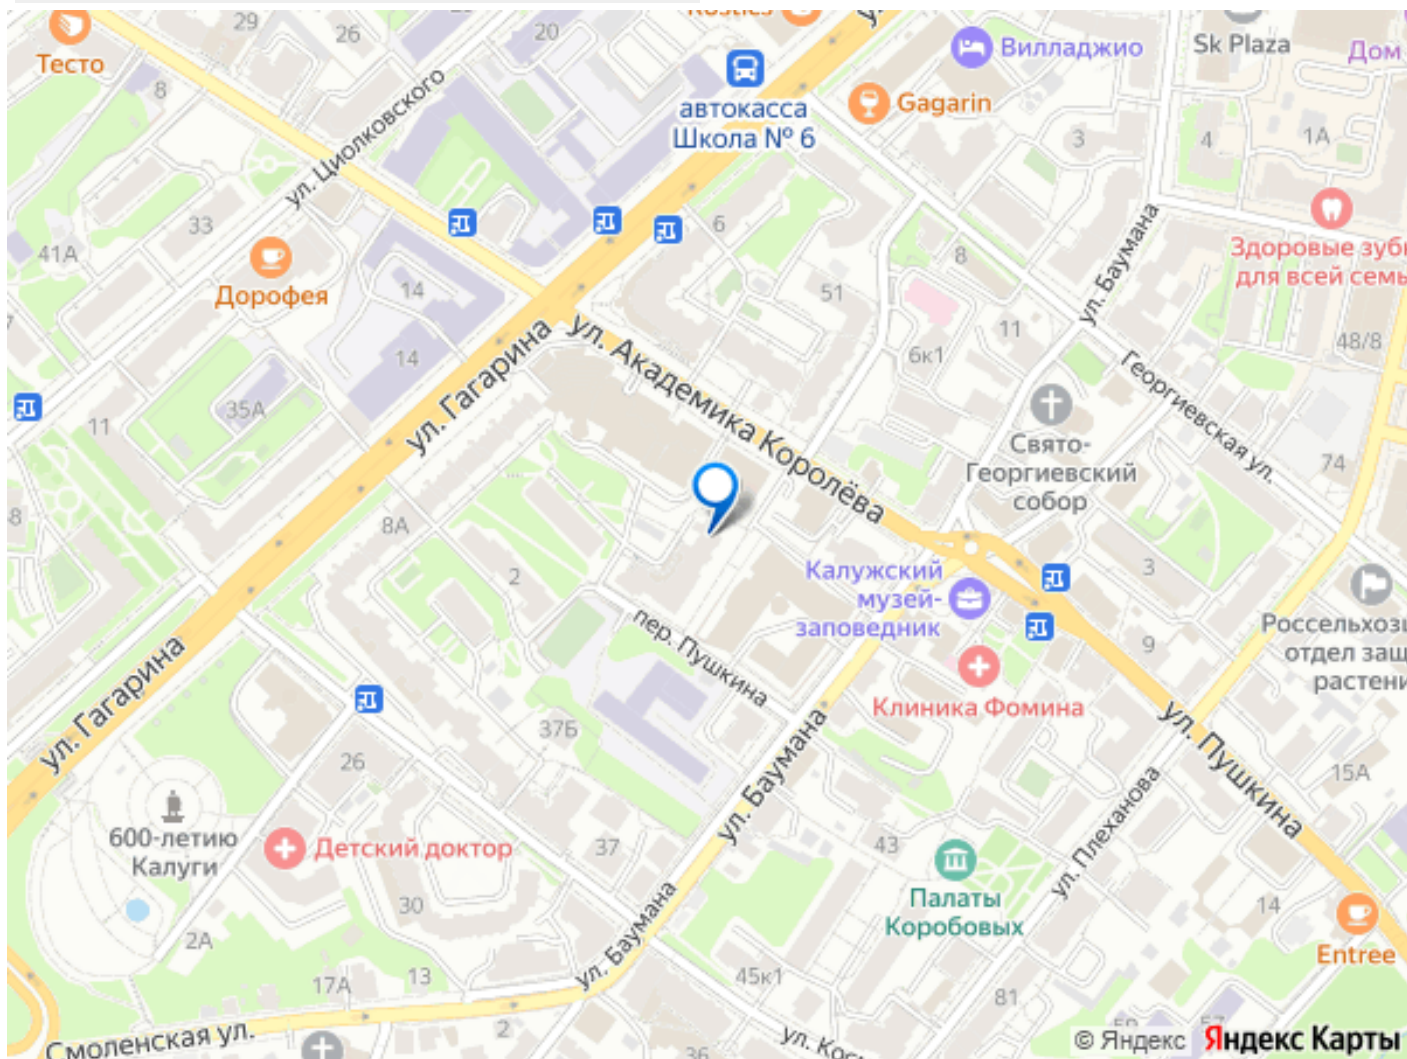 29
26
20
Тесто
8
ул. Циолковского
автокасса
Школа № 6
Вилладжио
Sk Plaza
Дом
Gagarin
3
4
1А
33
41А
Дорофея
14
14
6
8
51
11
6к1
ул. Баумана
Здоровые зубы
для всей семь
48/8
ул. Гагарина
ул. Академика Королёва
35А
11
Георгиевская ул.
Свято-
Георгиевский
собор
74
8А
2
Калужский
музей-
заповедник
3
9
Россельхоз
отдел защ
растени
пер. Пушкина
Клиника Фомина
ул. Гагарина
37Б
26
ул. Баумана
ул. Пушкина
15А
600-летию
Калуги
Детский доктор
37
43
ул. Плеханова
Палаты
Коробовых
30
14
2А
ул. Баумана
Entree
17А
13
45к1
81
Смоленская ул.
2
36
ул. Кос
57
© Яндекс Яндекс Карты